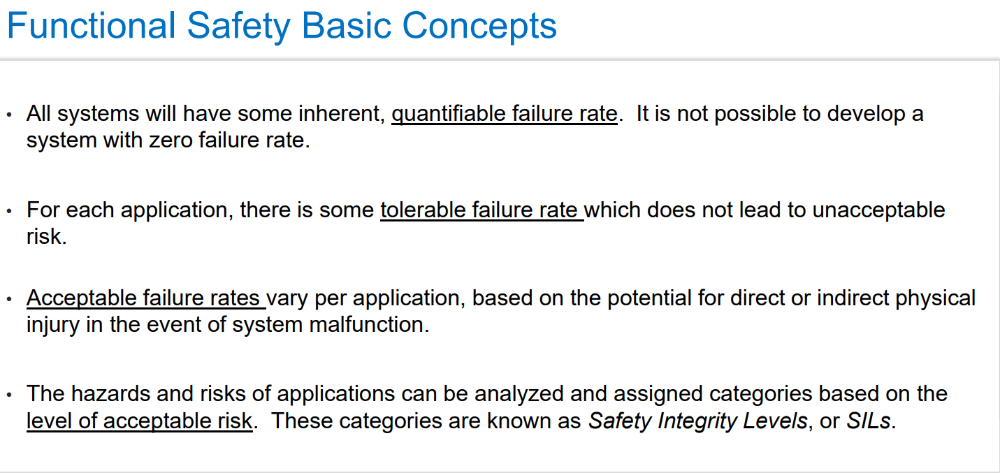 Functional Safety Basic Concepts
• All systems will have some inherent, quantifiable failure rate.  It is not possible to develop a
system with zero failure rate.
• For each application, there is some tolerable failure rate which does not lead to unacceptable
risk.
• Acceptable failure rates vary per application, based on the potential for direct or indirect physical
injury in the event of system malfunction.
• The hazards and risks of applications can be analyzed and assigned categories based on the
level of acceptable risk.  These categories are known as Safety Integrity Levels, or SILs.